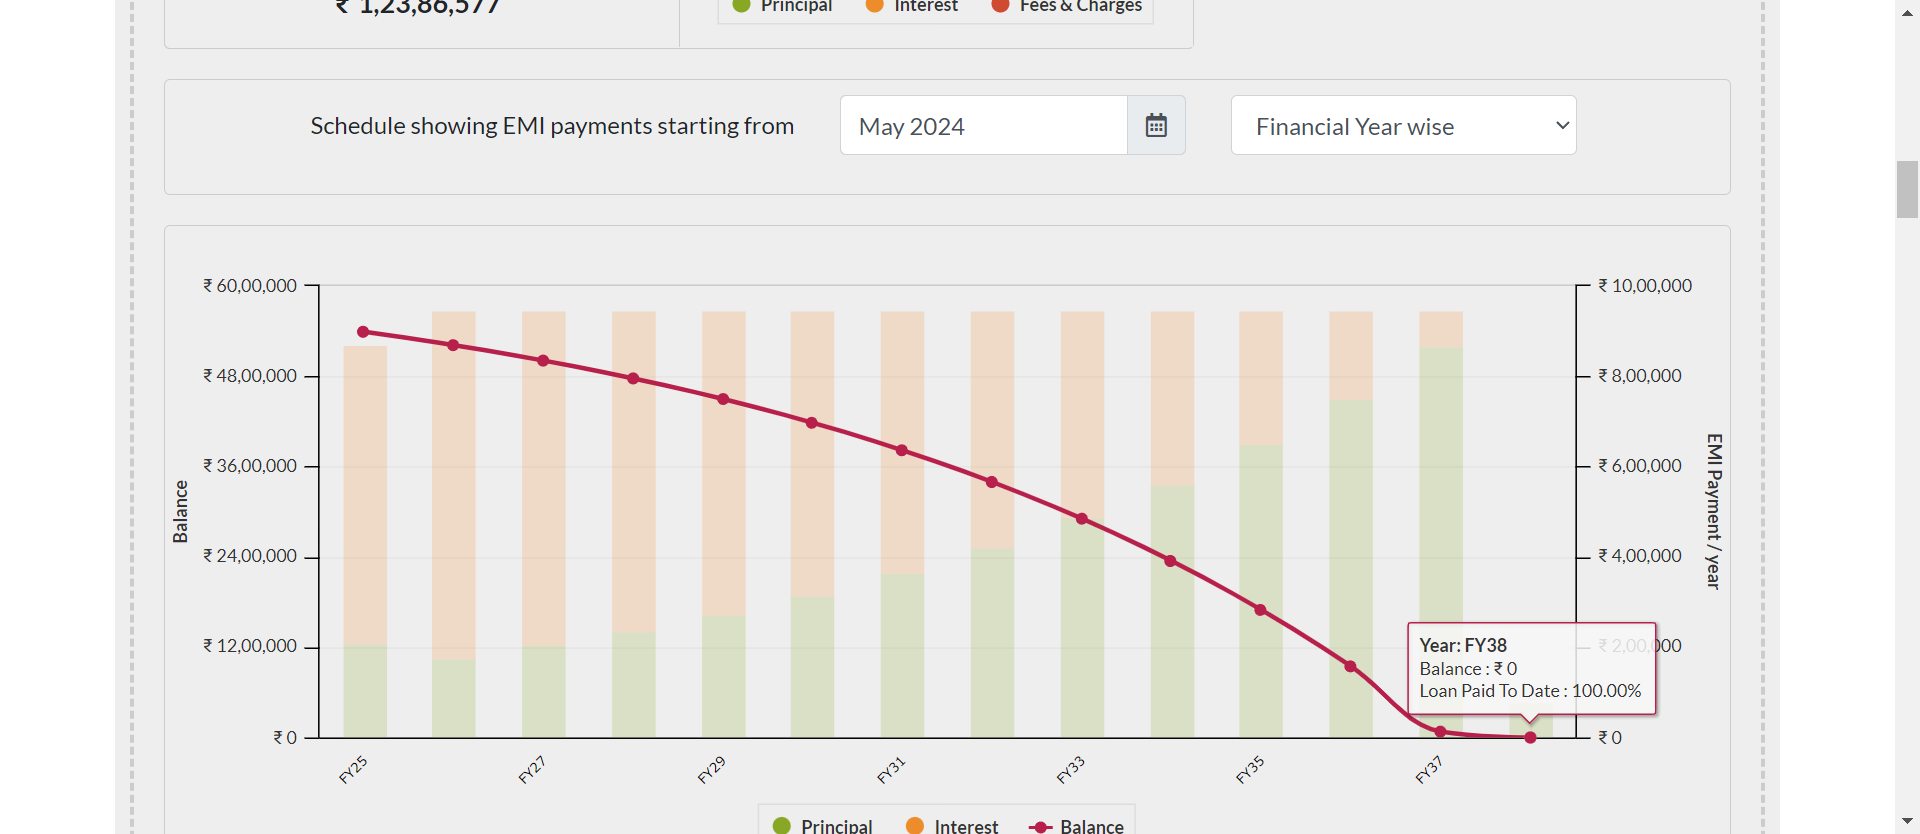 ₹ 1,23,86,577
Principal Interest Fees & Charges
Schedule showing EMI payments starting from May 2024 Financial Year wise
₹ 60,00,000
₹ 48,00,000
₹ 36,00,000
₹ 24,00,000
₹ 12,00,000
₹ 0
Balance
₹ 10,00,000
₹ 8,00,000
₹ 6,00,000
₹ 4,00,000
₹ 2,00,000
₹ 0
EMI Payment / year
Year: FY38
Balance : ₹ 0
Loan Paid To Date : 100.00%
FY25 FY27 FY29 FY31 FY33 FY35 FY37
Principal Interest Balance